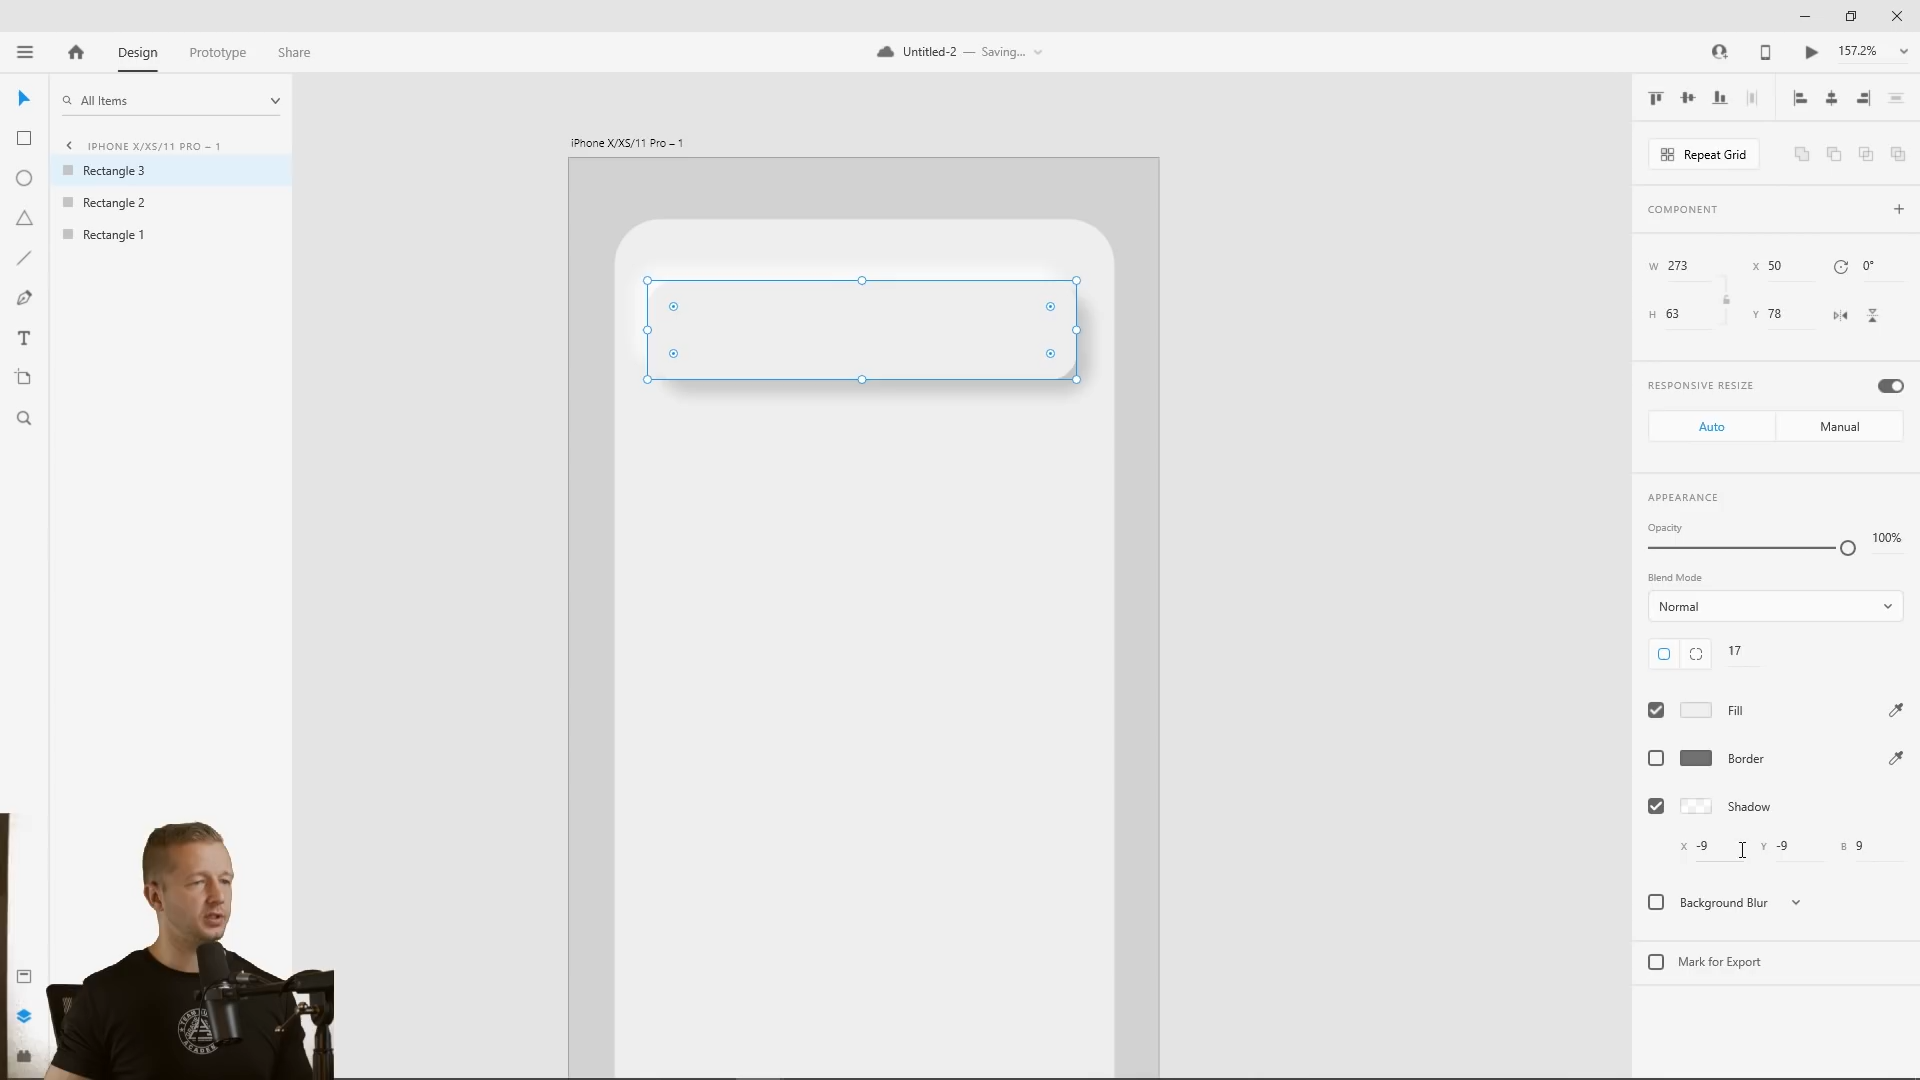 Design
Prototype
Share
Untitled-2 — Saving...
157.2%
All Items
IPHONE X/XS/11 PRO – 1
Rectangle 3
Rectangle 2
Rectangle 1
iPhone X/XS/11 Pro – 1
Repeat Grid
COMPONENT
W 273
X 50
0°
H 63
Y 78
RESPONSIVE RESIZE
Auto
Manual
APPEARANCE
Opacity
100%
Blend Mode
Normal
17
Fill
Border
Shadow
X -9
Y -9
B 9
Background Blur
Mark for Export